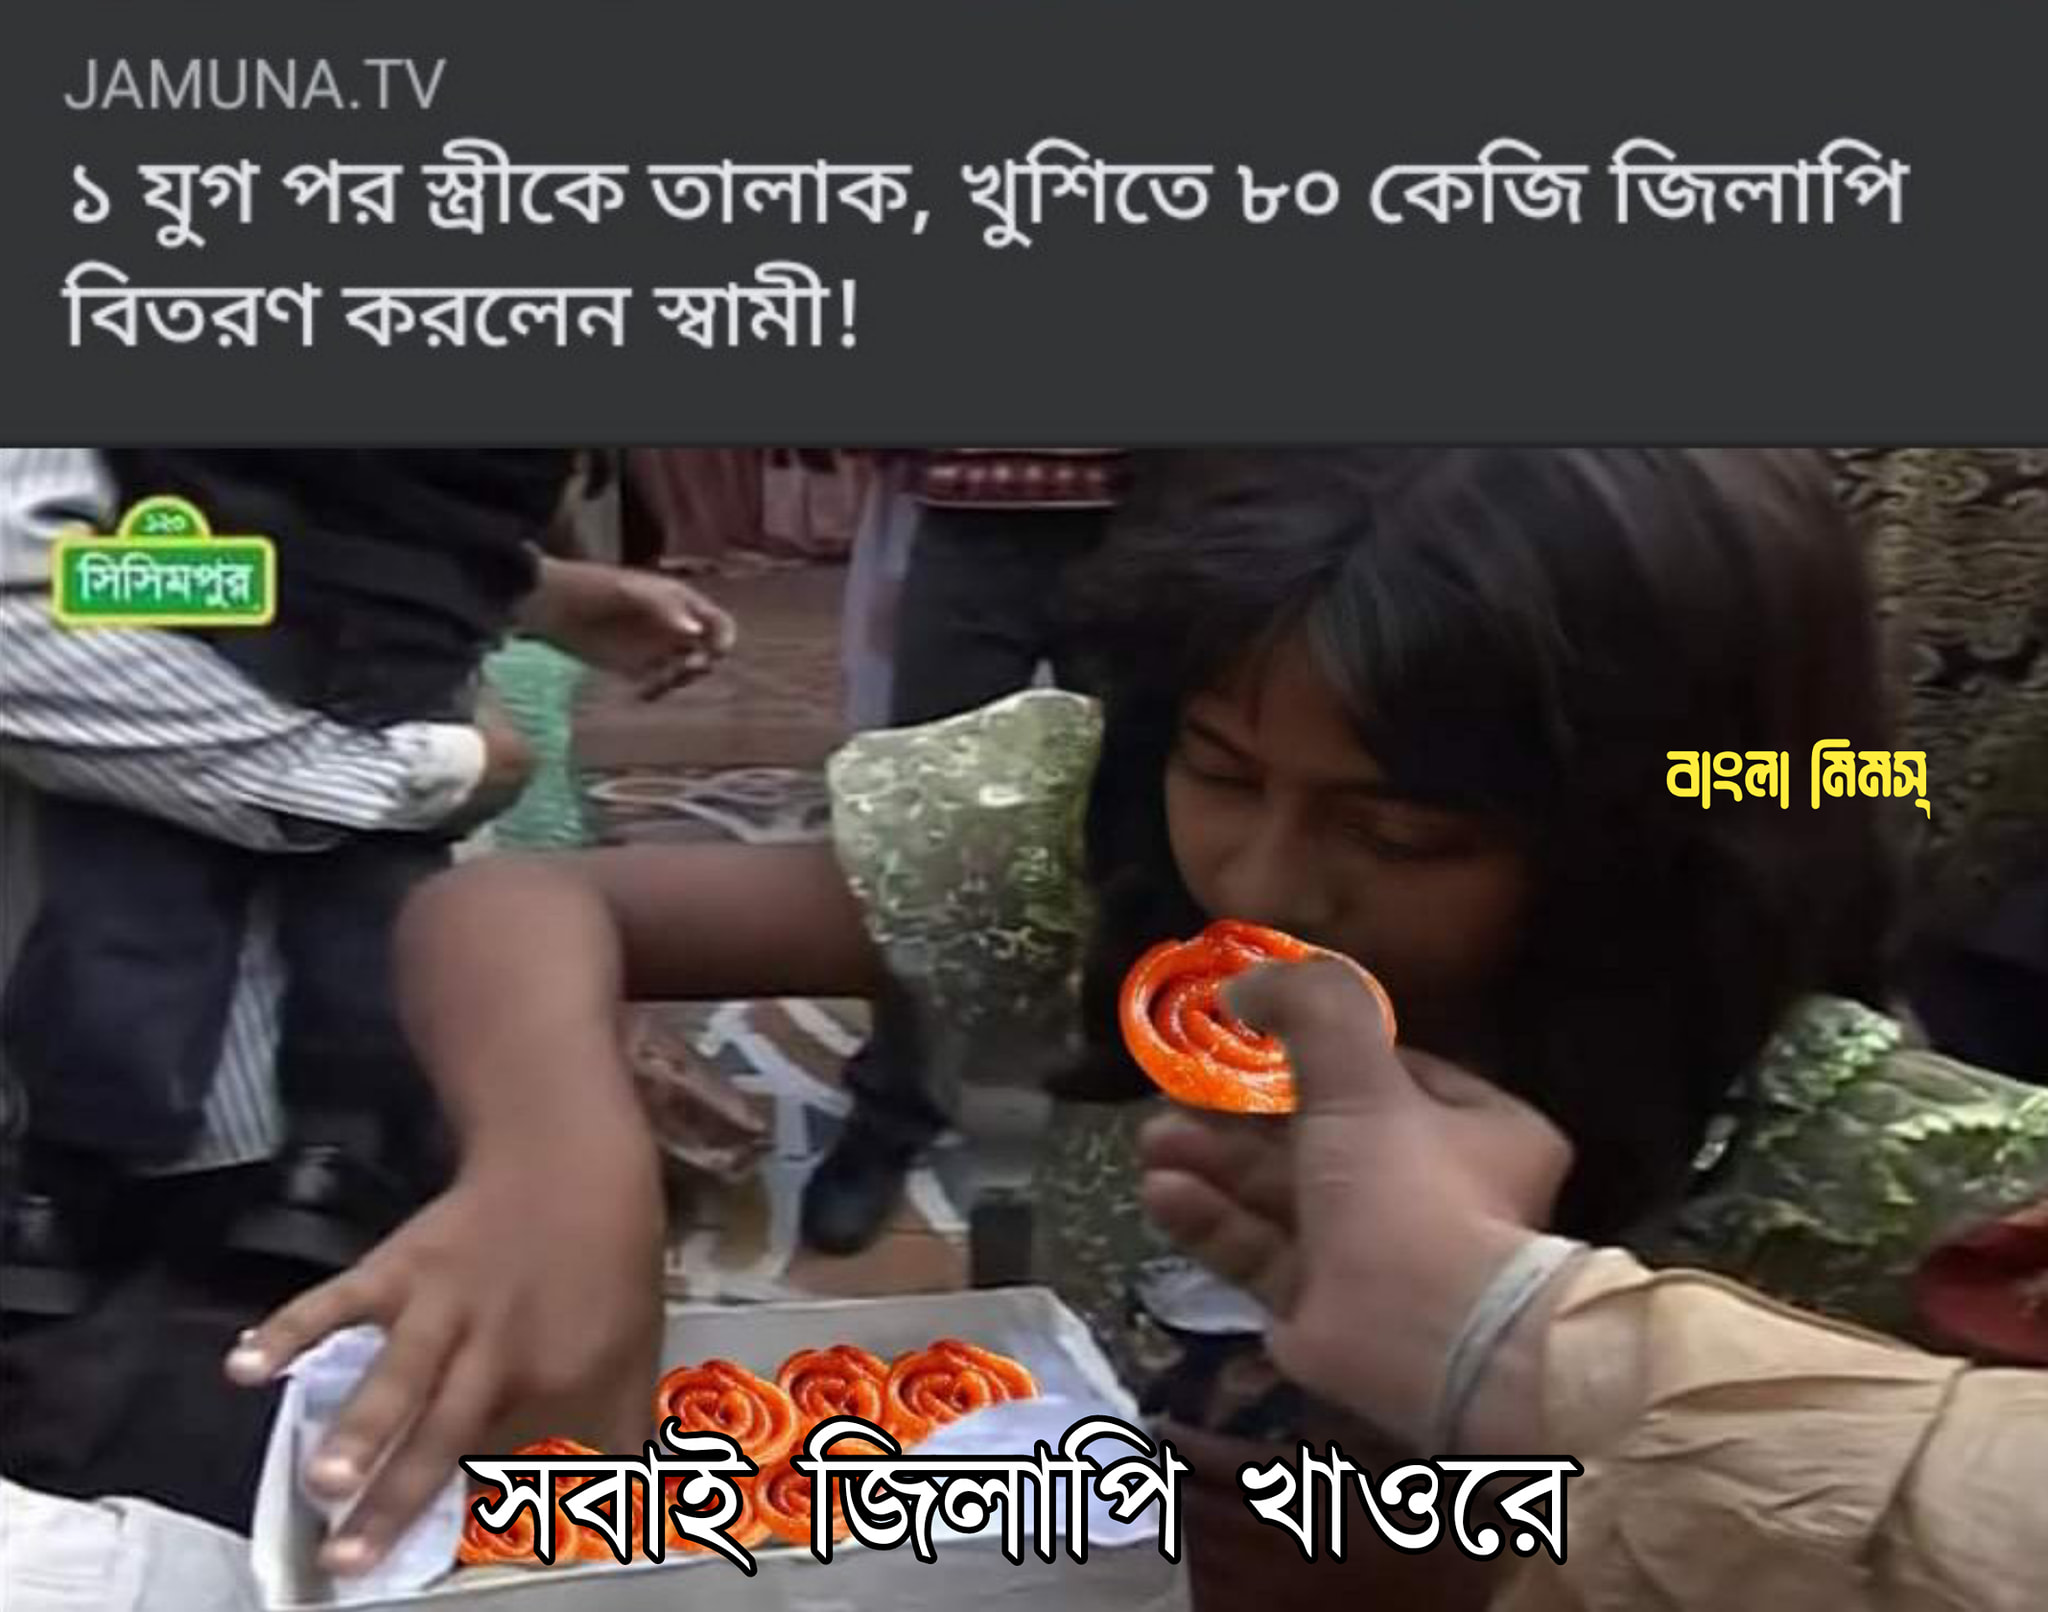 JAMUNA.TV
১ যুগ পর স্ত্রীকে তালাক, খুশিতে ৮০ কেজি জিলাপি
বিতরণ করলেন স্বামী!
১২৩
সিসিমপুর
বাংলা মিমস্
সবাই জিলাপি খাওরে